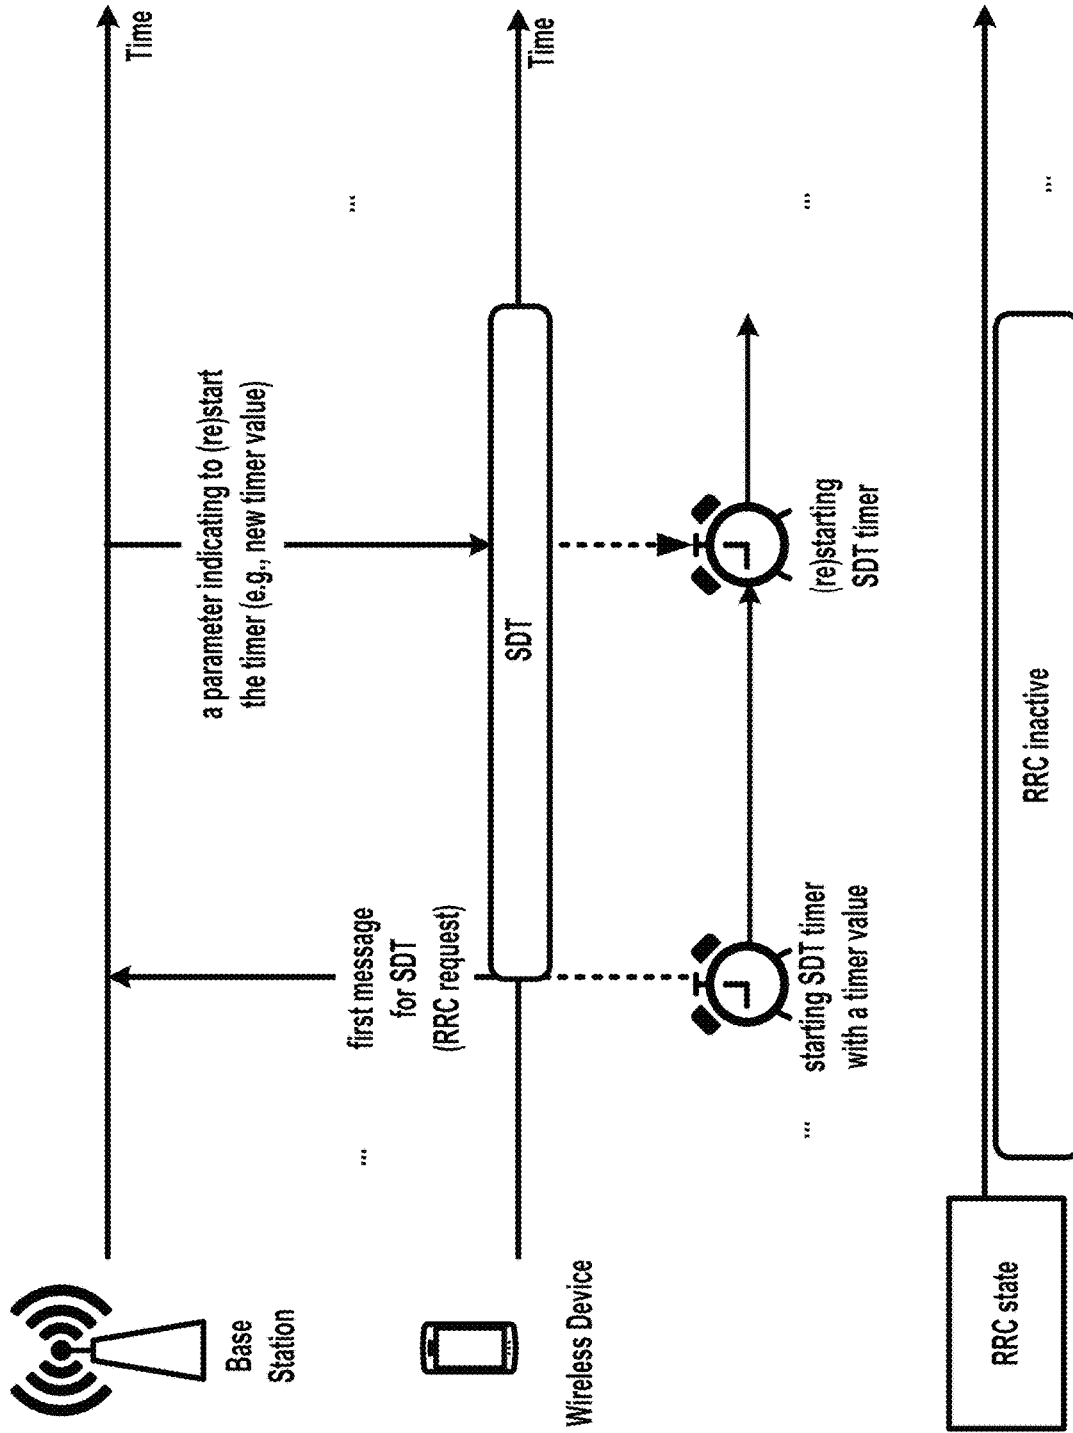 Time
a parameter indicating to (re)start
the timer (e.g., new timer value)
...
first message
for SDT
(RRC request)
...
Base
Station
Time
SDT
Wireless Device
...
(re)starting
SDT timer
starting SDT timer
with a timer value
...
...
RRC inactive
RRC state